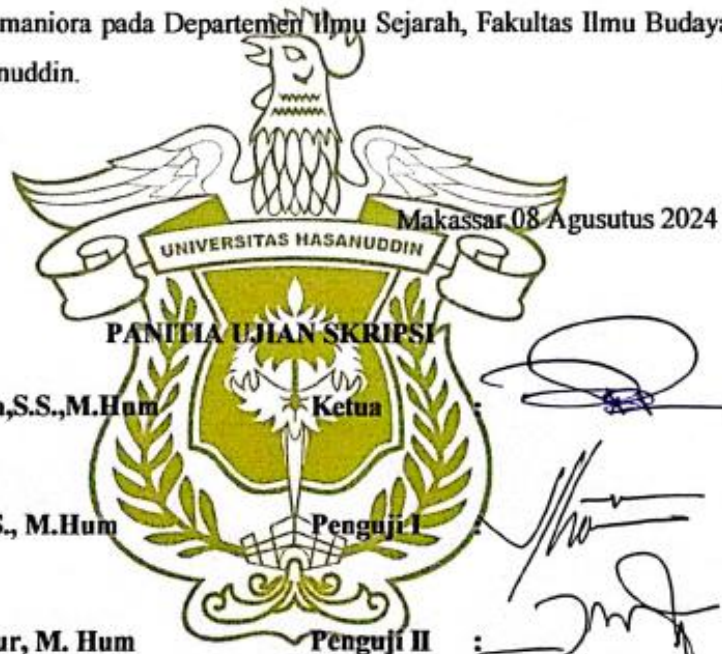 maniora pada Departemen Ilmu Sejarah, Fakultas Ilmu Budaya
nuddin.
Makassar 08 Agusutus 2024
UNIVERSITAS HASANUDDIN
PANITIA UJIAN SKRIPSI
,S.S.,M.Hum Ketua :
S., M.Hum Penguji I :
ur, M. Hum Penguji II :